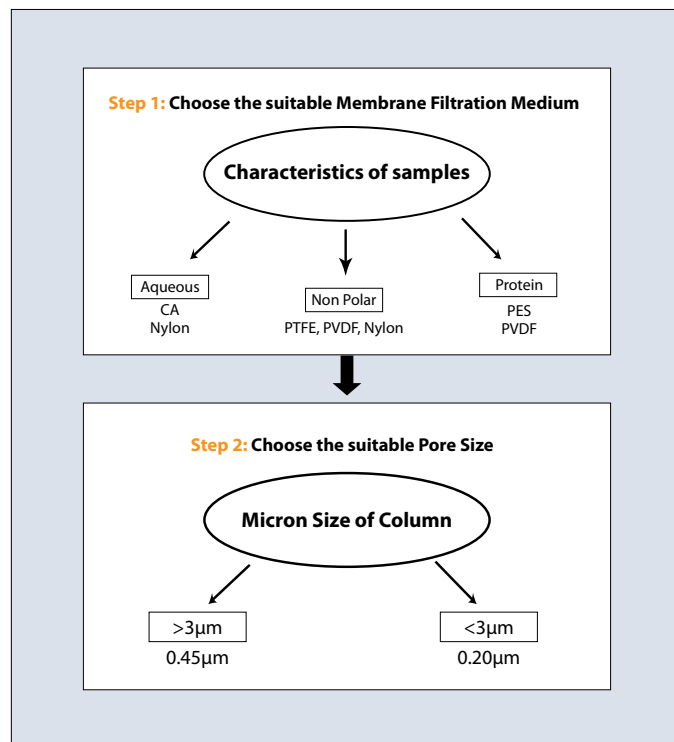 Step 1: Choose the suitable Membrane Filtration Medium
Characteristics of samples
Aqueous
CA
Nylon
Non Polar
PTFE, PVDF, Nylon
Protein
PES
PVDF
Step 2: Choose the suitable Pore Size
Micron Size of Column
>3µm
0.45µm
<3µm
0.20µm